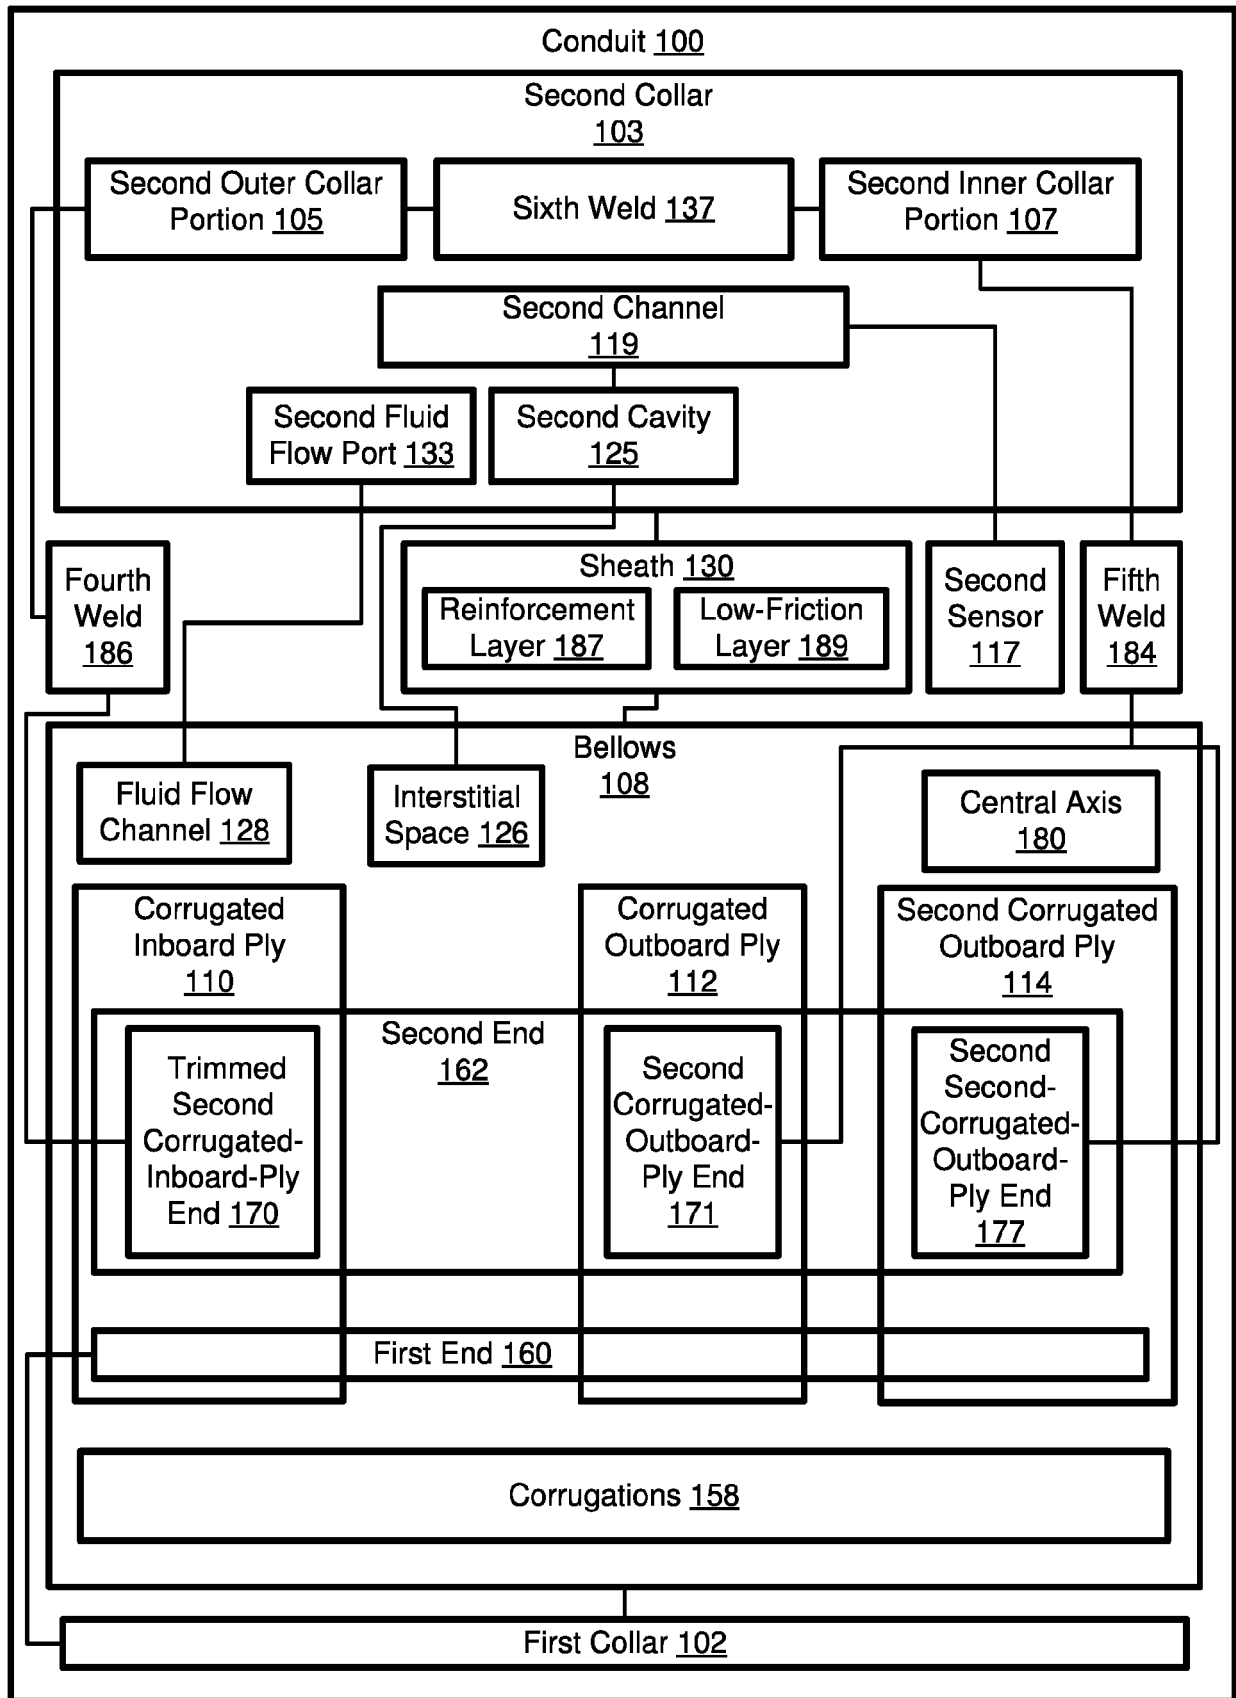 Conduit 100
Second Collar
103
Second Outer Collar
Portion 105
Sixth Weld 137
Second Inner Collar
Portion 107
Second Channel
119
Second Fluid
Flow Port 133
Second Cavity
125
Fourth
Weld
186
Sheath 130
Reinforcement
Layer 187
Low-Friction
Layer 189
Second
Sensor
117
Fifth
Weld
184
Bellows
108
Fluid Flow
Channel 128
Interstitial
Space 126
Central Axis
180
Corrugated
Inboard Ply
110
Corrugated
Outboard Ply
112
Second Corrugated
Outboard Ply
114
Second End
162
Trimmed
Second
Corrugated-
Inboard-Ply
End 170
Second
Corrugated-
Outboard-
Ply End
171
Second
Second-
Corrugated-
Outboard-
Ply End
177
First End 160
Corrugations 158
First Collar 102